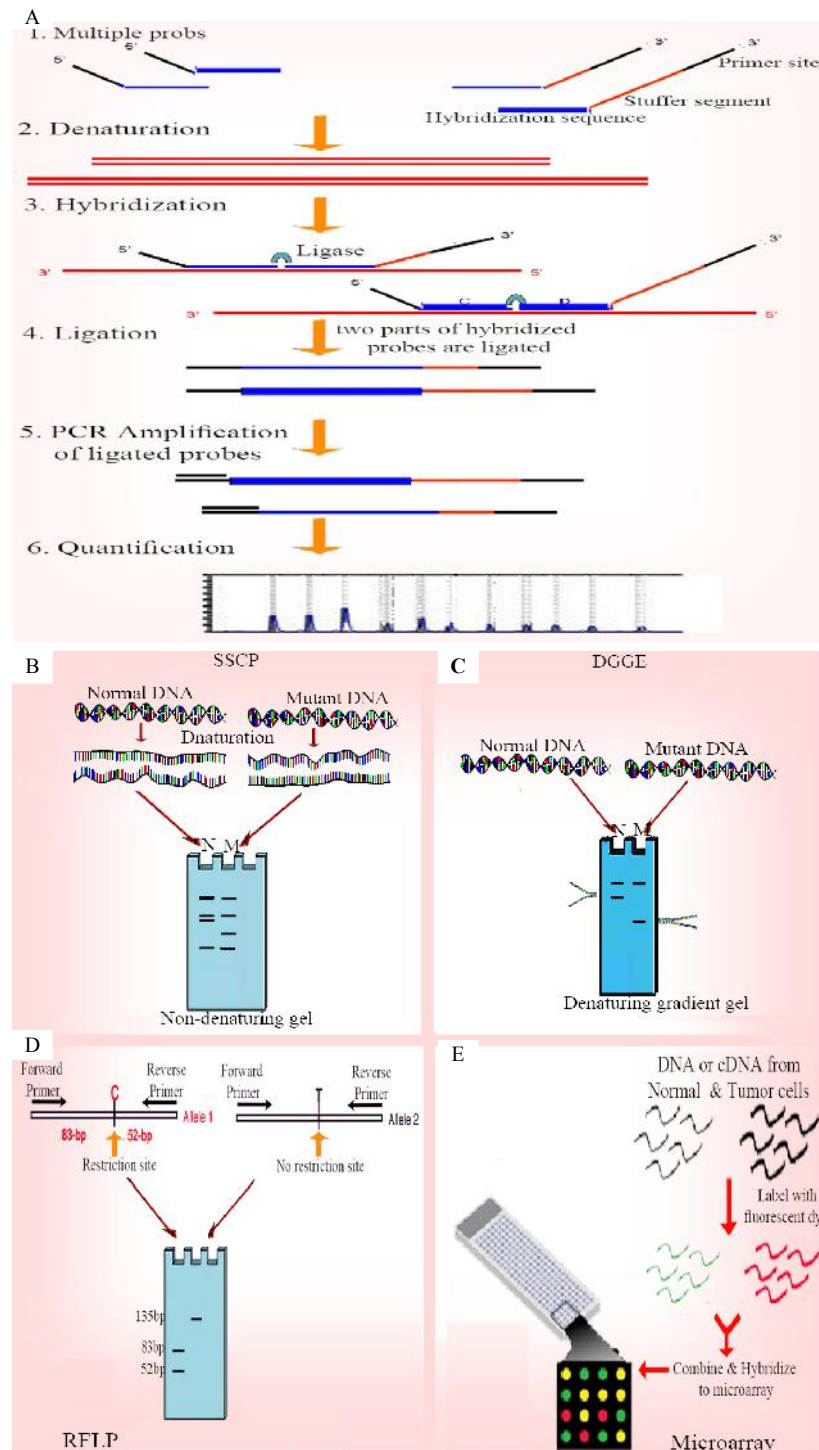 A
1. Multiple probs
5'
5'
3'
3'
Primer site
Stuffer segment
Hybridization sequence
2. Denaturation
3. Hybridization
5'
Ligase
3'
3'
5'
5'
3'
C
D
3'
5'
4. Ligation
two parts of hybridized
probes are ligated
5. PCR Amplification
of ligated probes
6. Quantification
B
SSCP
Normal DNA
Mutant DNA
Dnaturation
N M
Non-denaturing gel
C
DGGE
Normal DNA
Mutant DNA
N M
Denaturing gradient gel
D
Forward
Primer
C
Reverse
Primer
Allele 1
83-bp
52-bp
Restriction site
Forward
Primer
T
Reverse
Primer
Allele 2
No restriction site
135bp
83bp
52bp
RFLP
E
DNA or cDNA from
Normal & Tumor cells
Label with
fluorescent dy
Combine & Hybridize
to microarray
Microarray